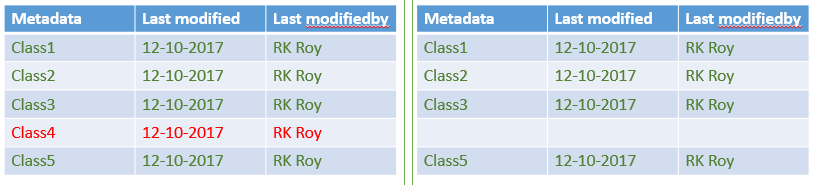 Metadata Last modified Last modifiedby Metadata Last modified Last modifiedby
Class1 12-10-2017 RK Roy Class1 12-10-2017 RK Roy
Class2 12-10-2017 RK Roy Class2 12-10-2017 RK Roy
Class3 12-10-2017 RK Roy Class3 12-10-2017 RK Roy
Class4 12-10-2017 RK Roy
Class5 12-10-2017 RK Roy Class5 12-10-2017 RK Roy